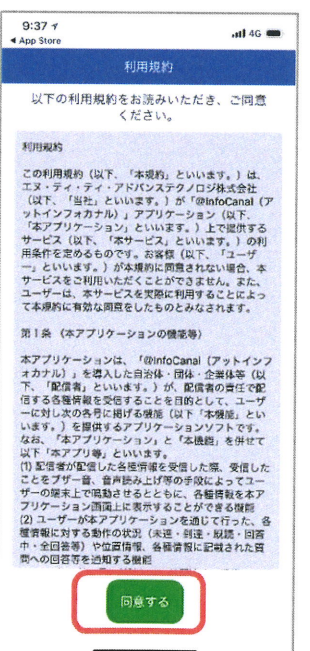 9:37
4G
◀ App Store
利用規約
以下の利用規約をお読みいただき、ご同意
ください。
利用規約
この利用規約（以下、「本規約」といいます。）は
エヌ・ティ・ティ・アドバンステクノロジ株式会社
（以下、「当社」といいます。）が「@InfoCanal（ア
ットインフォカナル）」アプリケーション（以下、
「本アプリケーション」といいます。）上で提供する
サービス（以下、「本サービス」といいます。）の利
用条件を定めるものです。お客様（以下、「ユーザ
ー」といいます。）が本規約に同意されない場合、本
サービスをご利用いただくことができません。また、
ユーザーは、本サービスを実際に利用することによっ
て本規約に有効な同意をしたものとみなされます。
第1条 （本アプリケーションの機能等）
本アプリケーションは、「@InfoCanal（アットインフ
ォカナル）」を導入した自治体・団体・企業体等（以
下、「配信者」といいます。）が、配信者の責任で配
信する各種情報を受信することを目的として、ユーザ
ーに対し次の各号に掲げる機能（以下「本機能」とい
います。）を提供するアプリケーションソフトです。
なお、「本アプリケーション」と「本機能」を併せて
以下「本アプリ等」といいます。
(1) 配信者が配信した各種情報を受信した際、受信した
ことをブザー音、音声読み上げ等の手段によってユー
ザーの端末上で鳴動させるとともに、各種情報を本ア
プリケーション画面上に表示することができる機能
(2) ユーザーが本アプリケーションを通じて行った、各
種情報に対する動作の状況（未達・到達・既読・回答
中・全回答等）や位置情報、各種情報に記載された質
問への回答等を通知する機能
同意する